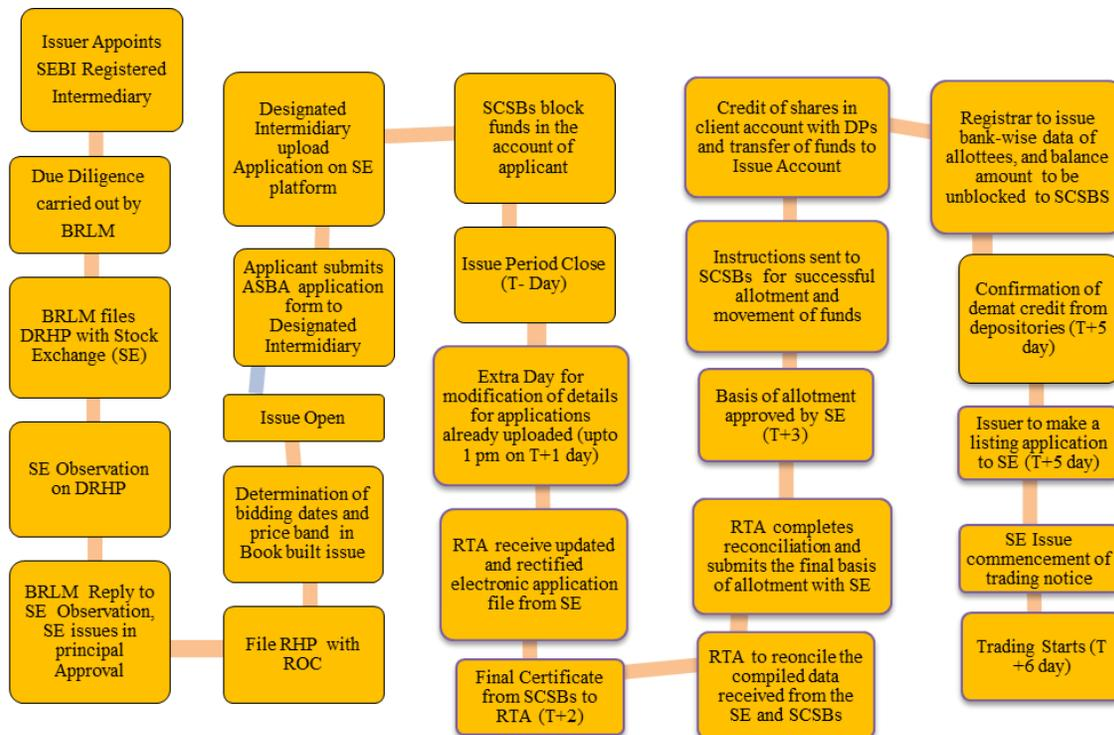 Issuer Appoints
SEBI Registered
Intermediary
Due Diligence
carried out by
BRLM
BRLM files
DRHP with Stock
Exchange (SE)
SE Observation
on DRHP
BRLM Reply to
SE Observation,
SE issues in
principal
Approval
File RHP with
ROC
Determination of
bidding dates and
price band in
Book built issue
Issue Open
Applicant submits
ASBA application
form to
Designated
Intermidiary
Designated
Intermidiary
upload
Application on SE
platform
SCSBs block
funds in the
account of
applicant
Issue Period Close
(T- Day)
Extra Day for
modification of details
for applications
already uploaded (upto
1 pm on T+1 day)
RTA receive updated
and rectified
electronic application
file from SE
Final Certificate
from SCSBs to
RTA (T+2)
RTA to reconcile the
compiled data
received from the
SE and SCSBs
RTA completes
reconciliation and
submits the final basis
of allotment with SE
Basis of allotment
approved by SE
(T+3)
Instructions sent to
SCSBs for successful
allotment and
movement of funds
Credit of shares in
client account with DPs
and transfer of funds to
Issue Account
Registrar to issue
bank-wise data of
allottees, and balance
amount to be
unblocked to SCSBS
Confirmation of
demat credit from
depositories (T+5
day)
Issuer to make a
listing application
to SE (T+5 day)
SE Issue
commencement of
trading notice
Trading Starts (T
+6 day)